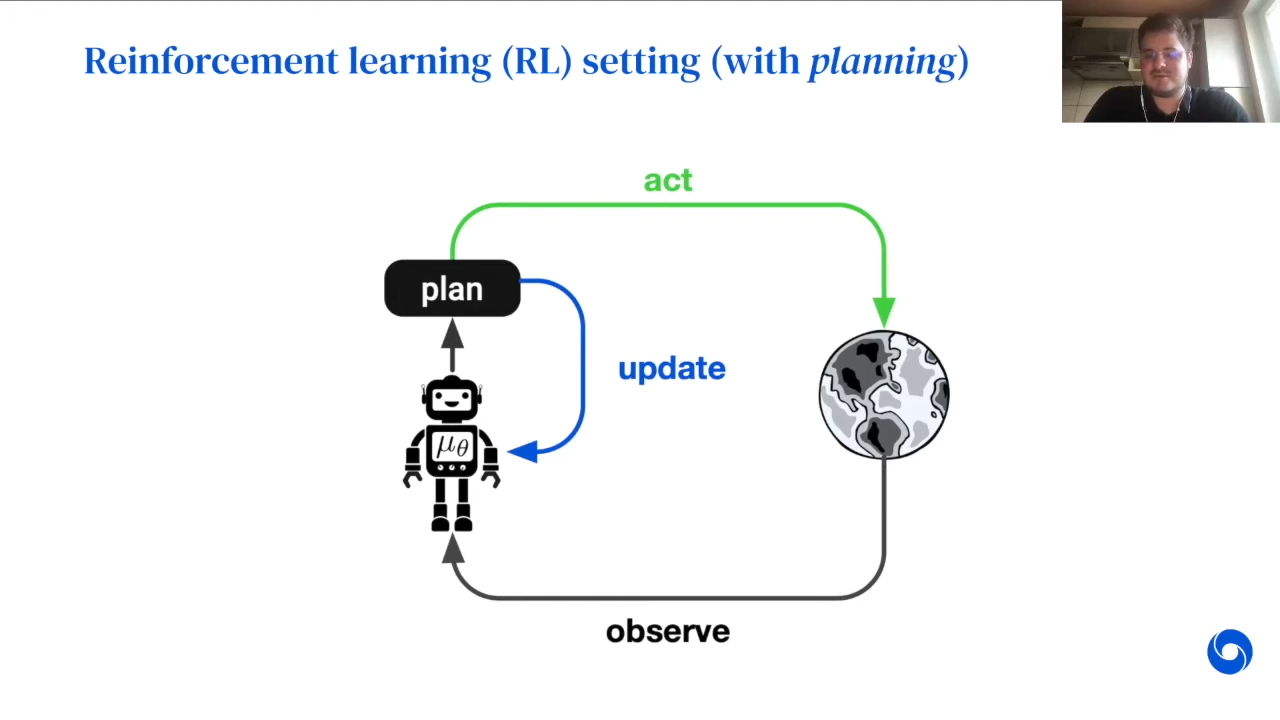 Reinforcement learning (RL) setting (with planning)
act
plan
update
μθ
observe